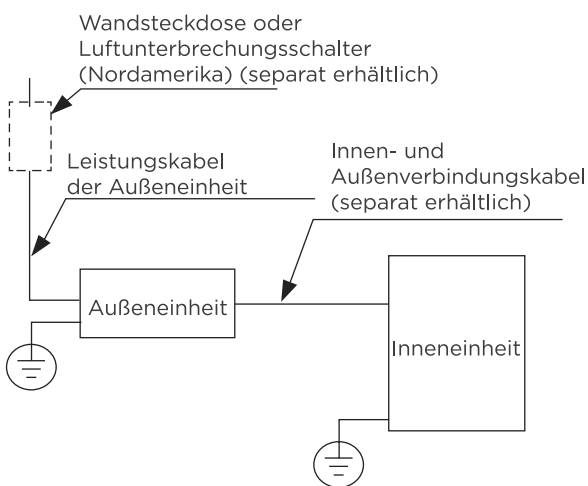 Wandsteckdose oder
Luftunterbrechungsschalter
(Nordamerika) (separat erhältlich)
Leistungskabel
der Außeneinheit
Innen- und
Außenverbindungskabel
(separat erhältlich)
Außeneinheit
Inneneinheit